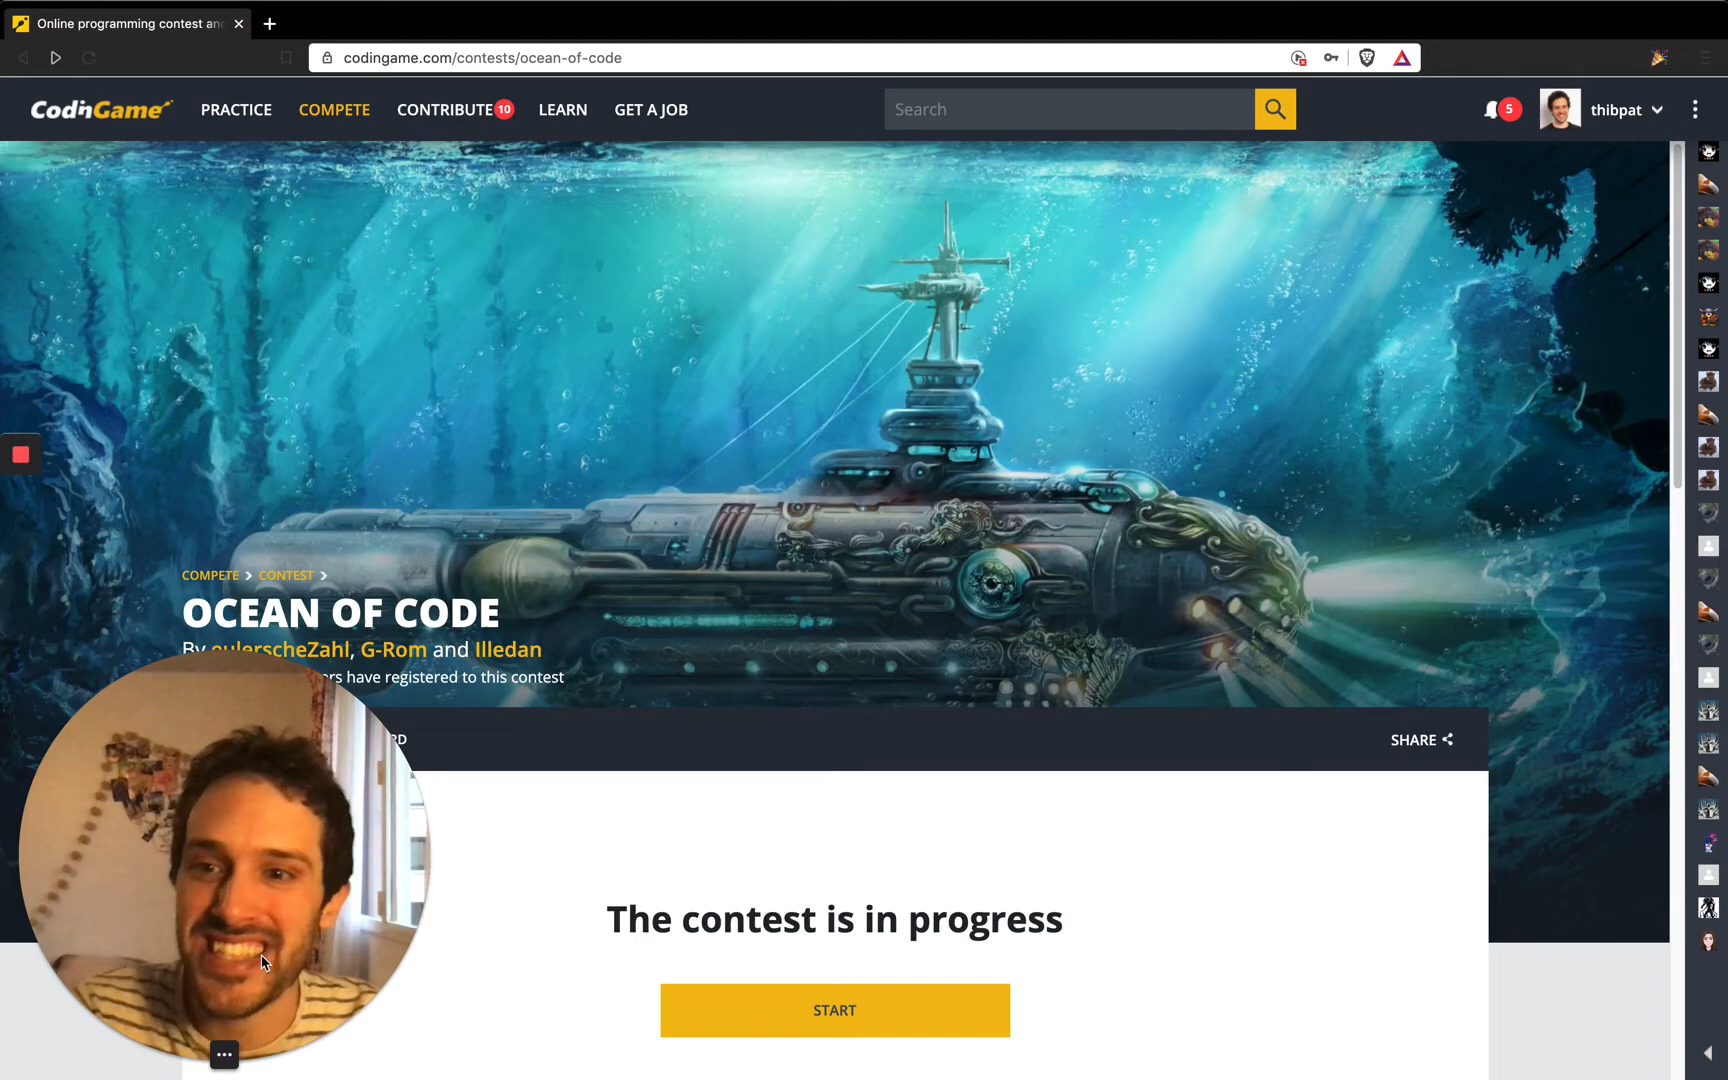 Online programming contest an
codingame.com/contests/ocean-of-code
CodinGame
PRACTICE
COMPETE
CONTRIBUTE 10
LEARN
GET A JOB
Search
5
thibpat
COMPETE > CONTEST >
OCEAN OF CODE
By eulerscheZahl, G-Rom and Illedan
have registered to this contest
SHARE
The contest is in progress
START